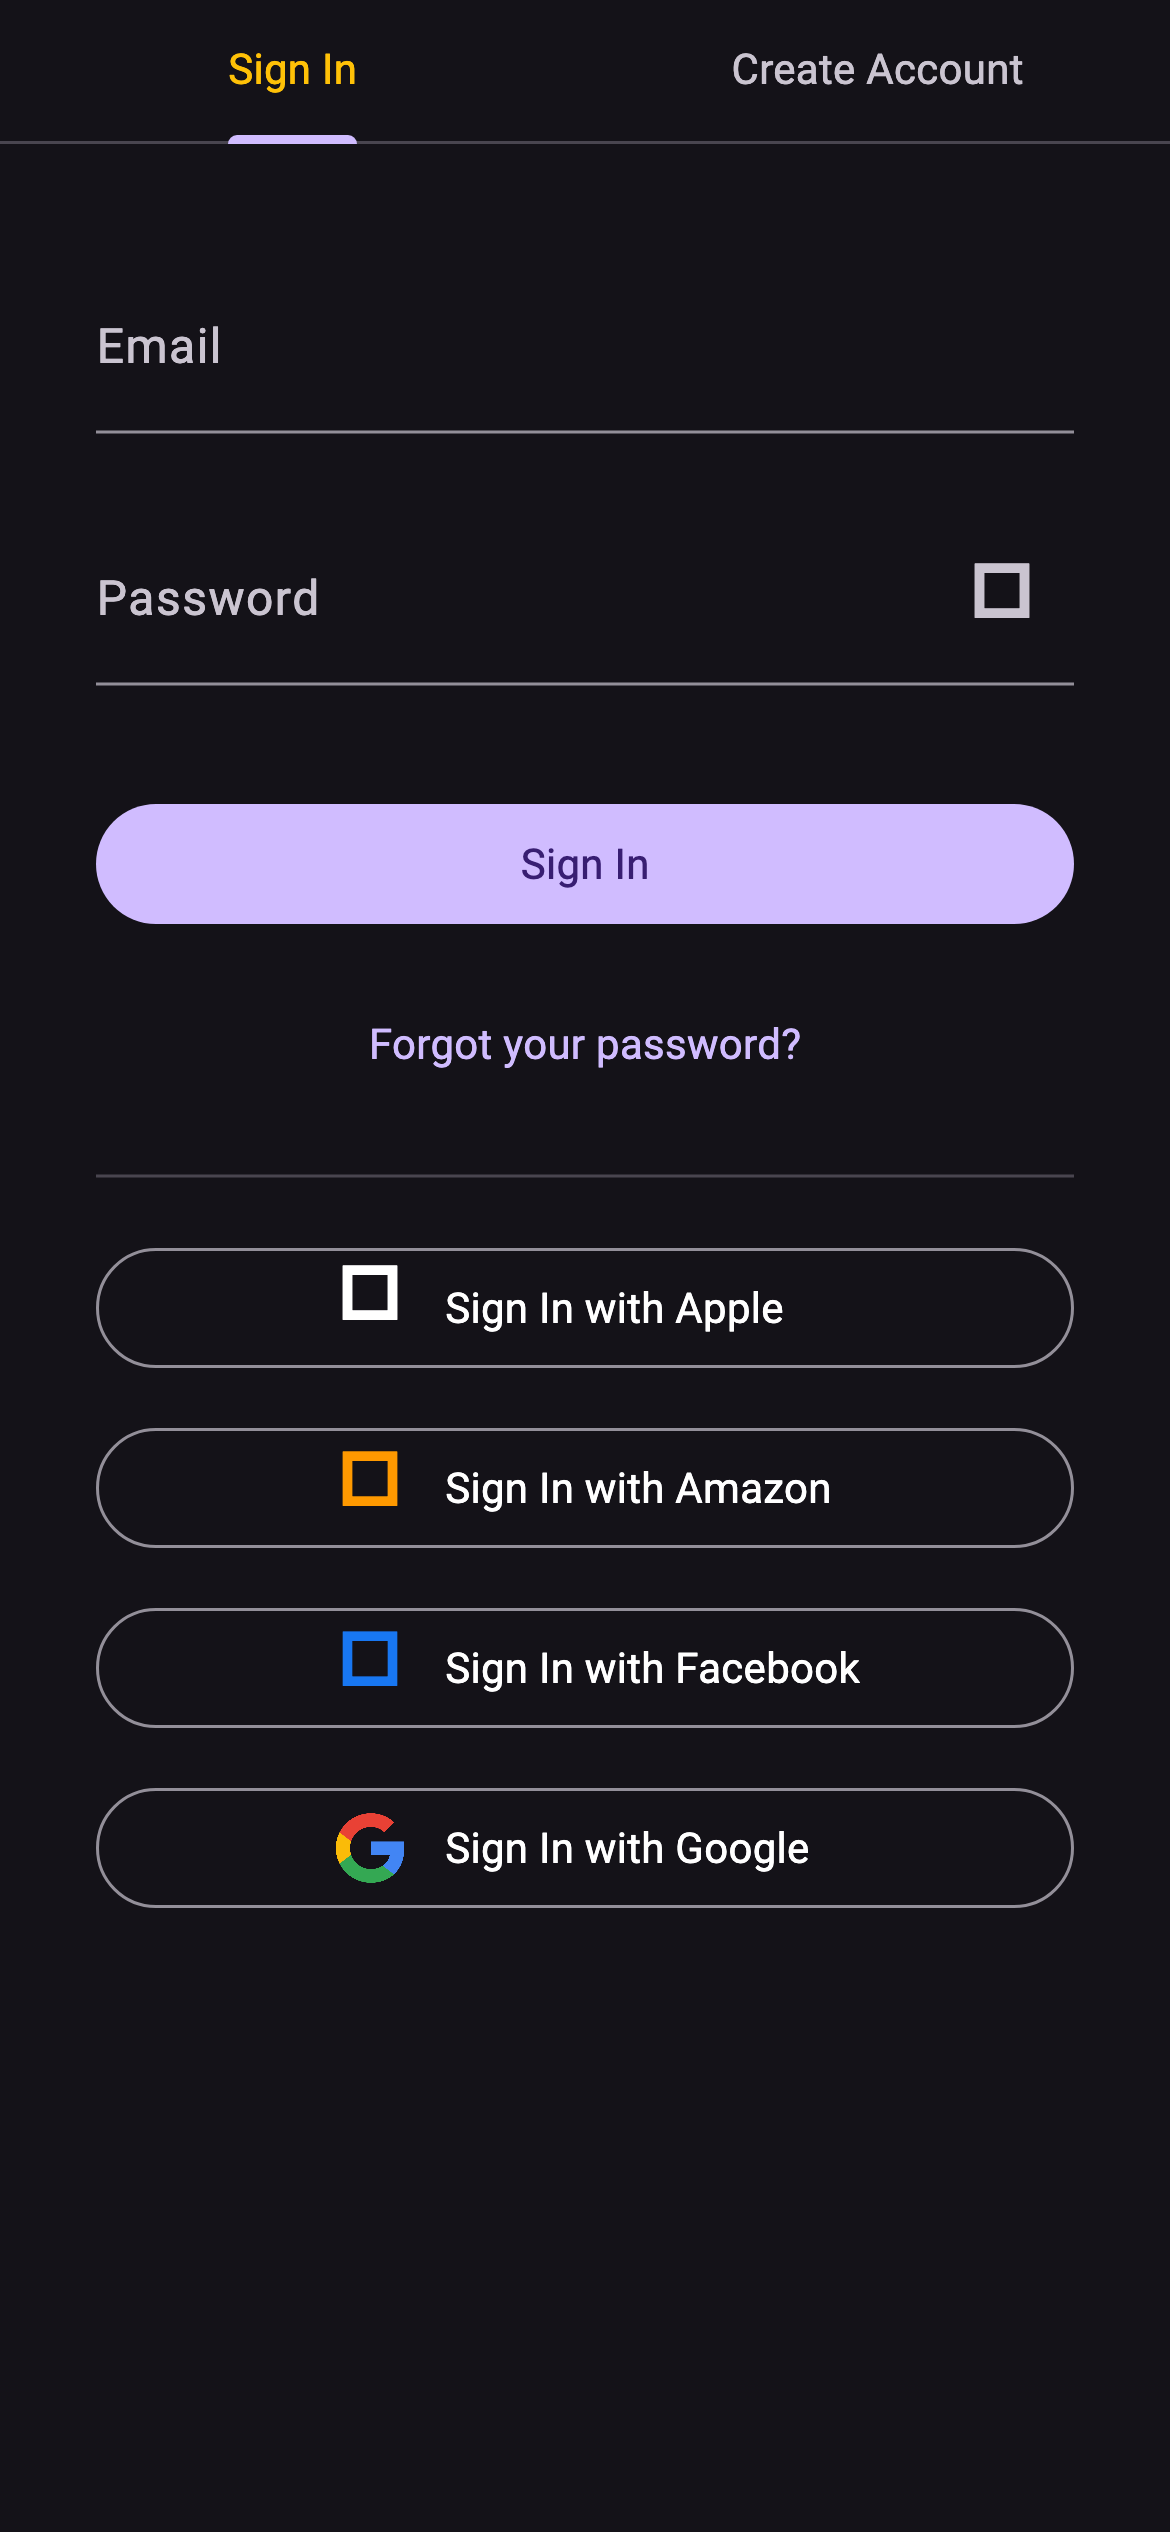 Sign In
Create Account
Email
Password
Sign In
Forgot your password?
Sign In with Apple
Sign In with Amazon
Sign In with Facebook
Sign In with Google